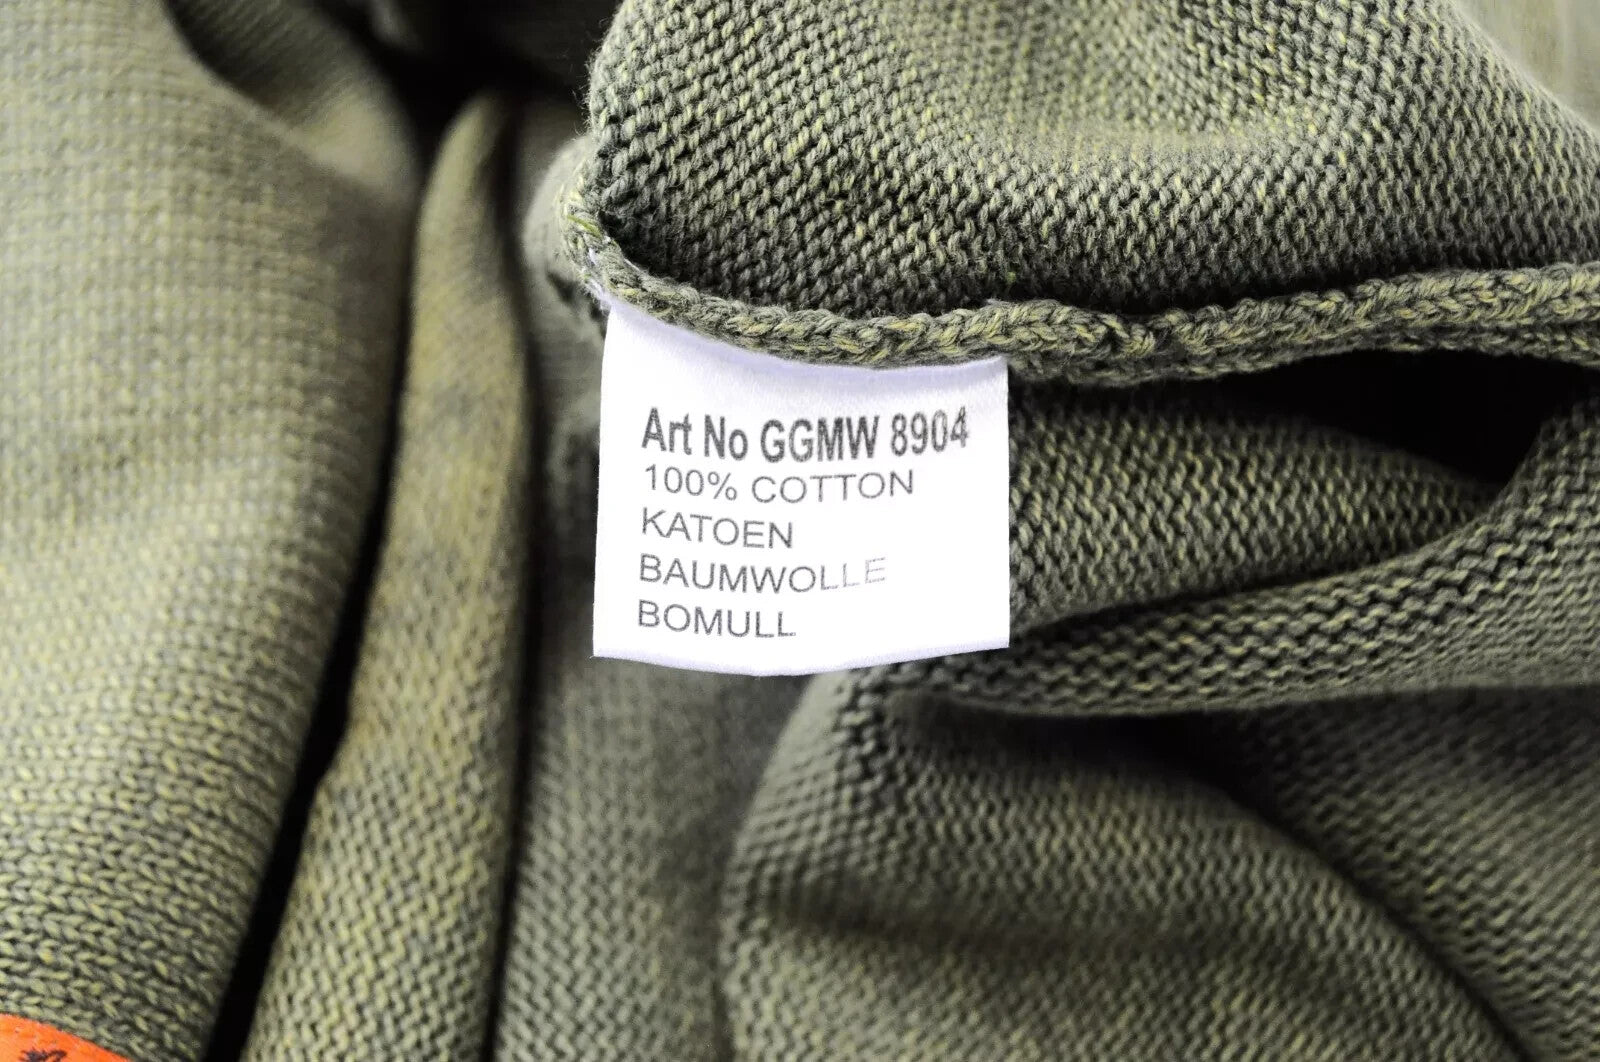 Art No GGMW 8904
100% COTTON
KATOEN
BAUMWOLLE
BOMULL